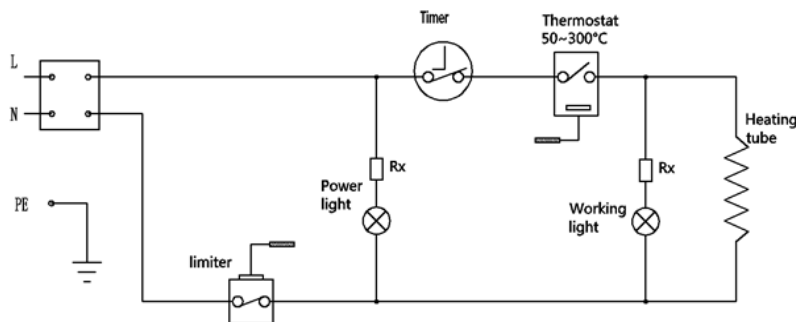 Timer
Thermostat
50~300°C
L
N
Heating
tube
Rx
Power
light
Rx
Working
light
PE
limiter